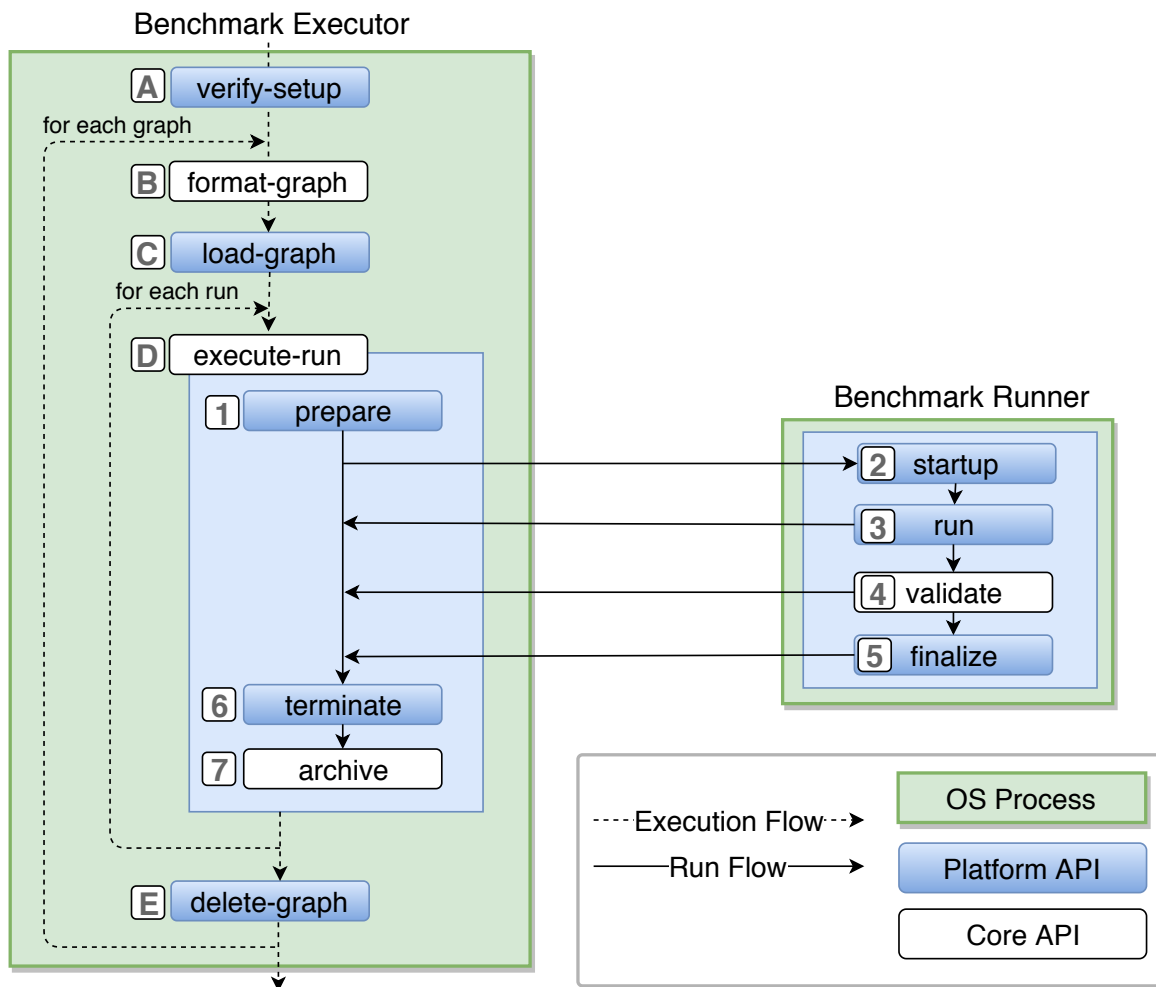 Benchmark Executor
A verify-setup
for each graph
B format-graph
C load-graph
for each run
D execute-run
1 prepare
Benchmark Runner
2 startup
3 run
4 validate
5 finalize
6 terminate
7 archive
E delete-graph
Execution Flow
Run Flow
OS Process
Platform API
Core API